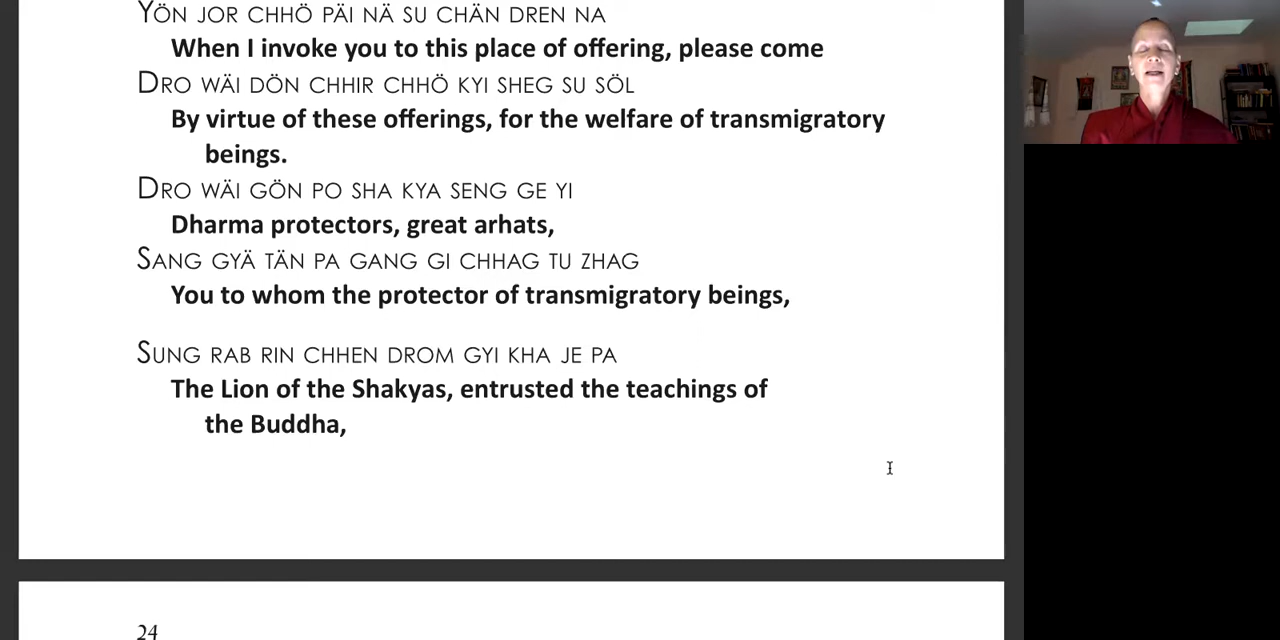 YÖN JOR CHHÖ PÄI NÄ SU CHÄN DREN NA
When I invoke you to this place of offering, please come
DRO WÄI DÖN CHHIR CHHÖ KYI SHEG SU SÖL
By virtue of these offerings, for the welfare of transmigratory
beings.
DRO WÄI GÖN PO SHA KYA SENG GE YI
Dharma protectors, great arhats,
SANG GYÄ TÄN PA GANG GI CHHAG TU ZHAG
You to whom the protector of transmigratory beings,
SUNG RAB RIN CHHEN DROM GYI KHA JE PA
The Lion of the Shakyas, entrusted the teachings of
the Buddha,
24